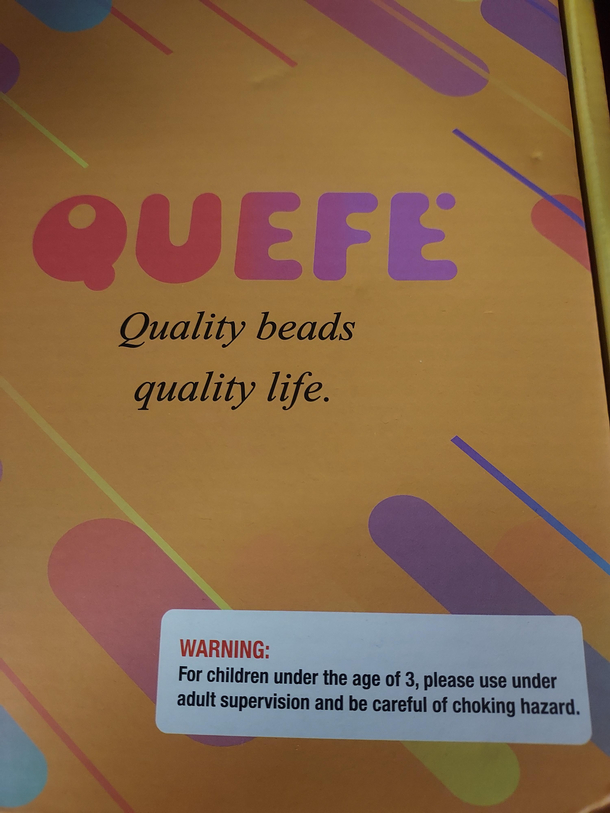 QUEFE
Quality beads
quality life.
WARNING:
For children under the age of 3, please use under
adult supervision and be careful of choking hazard.